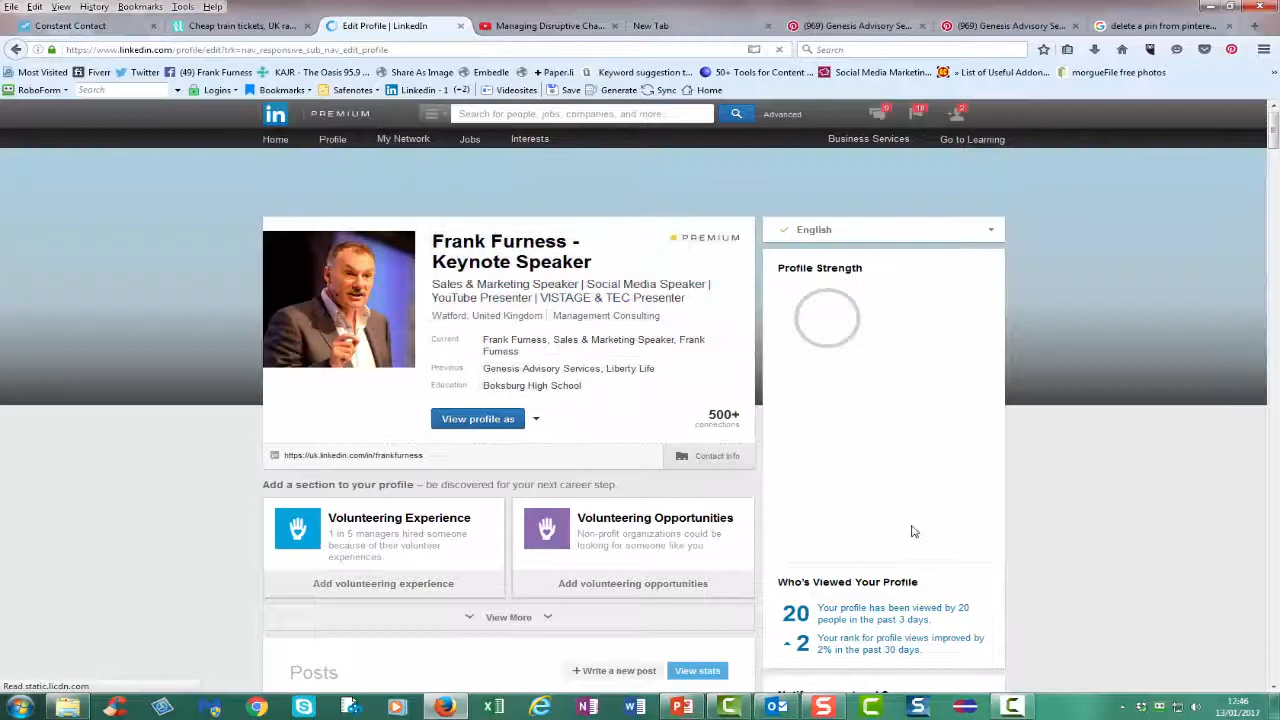 File Edit View History Bookmarks Tools Help
Constant Contact
Cheap train tickets, UK ra...
Edit Profile | LinkedIn
Managing Disruptive Cha...
New Tab
(969) Genesis Advisory Se...
(969) Genesis Advisory Se...
delete a pin from pintere...
https://www.linkedin.com/profile/edit?trk=nav_responsive_sub_nav_edit_profile
Search
Most Visited Fiverr Twitter (49) Frank Furness KAJR - The Oasis 95.9 ... Share As Image Embedle Paper.li Keyword suggestion t... 50+ Tools for Content ... Social Media Marketin... List of Useful Addon... morgueFile free photos
RoboForm Search Logins Bookmarks Safenotes Linkedin - 1 (+2) Videosites Save Generate Sync Home
in PREMIUM Search for people, jobs, companies, and more... Advanced 9 18 2
Home Profile My Network Jobs Interests Business Services Go to Learning
Frank Furness -
Keynote Speaker
PREMIUM
Sales & Marketing Speaker | Social Media Speaker |
YouTube Presenter | VISTAGE & TEC Presenter
Watford, United Kingdom Management Consulting
Current Frank Furness, Sales & Marketing Speaker, Frank
Furness
Previous Genesis Advisory Services, Liberty Life
Education Boksburg High School
View profile as
500+
connections
https://uk.linkedin.com/in/frankfurness
Contact Info
Add a section to your profile – be discovered for your next career step.
Volunteering Experience
1 in 5 managers hired someone
because of their volunteer
experiences.
Add volunteering experience
Volunteering Opportunities
Non-profit organizations could be
looking for someone like you
Add volunteering opportunities
View More
Posts
+ Write a new post
View stats
English
Profile Strength
Who's Viewed Your Profile
20 Your profile has been viewed by 20
people in the past 3 days.
2 Your rank for profile views improved by
2% in the past 30 days.
Read static.licdn.com
12:46
13/01/2017